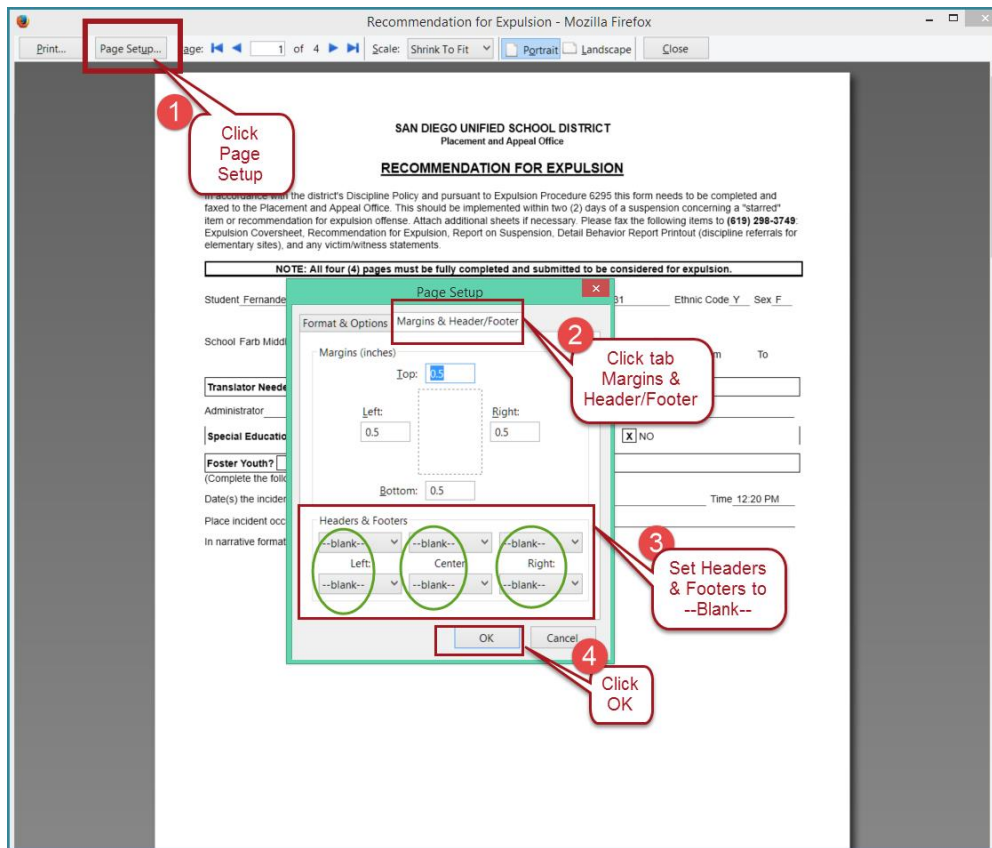 Recommendation for Expulsion - Mozilla Firefox
Print... Page Setup... age: 1 of 4 Scale: Shrink To Fit Portrait Landscape Close
1
Click
Page
Setup
SAN DIEGO UNIFIED SCHOOL DISTRICT
Placement and Appeal Office
RECOMMENDATION FOR EXPULSION
In accordance with the district's Discipline Policy and pursuant to Expulsion Procedure 6295 this form needs to be completed and
faxed to the Placement and Appeal Office. This should be implemented within two (2) days of a suspension concerning a "starred"
item or recommendation for expulsion offense. Attach additional sheets if necessary. Please fax the following items to (619) 298-3749:
Expulsion Coversheet, Recommendation for Expulsion, Report on Suspension, Detail Behavior Report Printout (discipline referrals for
elementary sites), and any victim/witness statements.
NOTE: All four (4) pages must be fully completed and submitted to be considered for expulsion.
Student Fernande 31 Ethnic Code Y Sex F
Page Setup
Format & Options Margins & Header/Footer
2
Click tab
Margins &
Header/Footer
School Farb Middl m To
Margins (inches)
Top: 0.5
Translator Neede
Administrator
Left: Right:
0.5 0.5
Special Educatio X NO
Foster Youth?
(Complete the follo
Bottom: 0.5
Date(s) the inciden Time 12:20 PM
Place incident occ
Headers & Footers
In narrative format
--blank-- --blank-- --blank--
Left: Center Right:
--blank-- --blank-- --blank--
3
Set Headers
& Footers to
--Blank--
OK Cancel
4
Click
OK